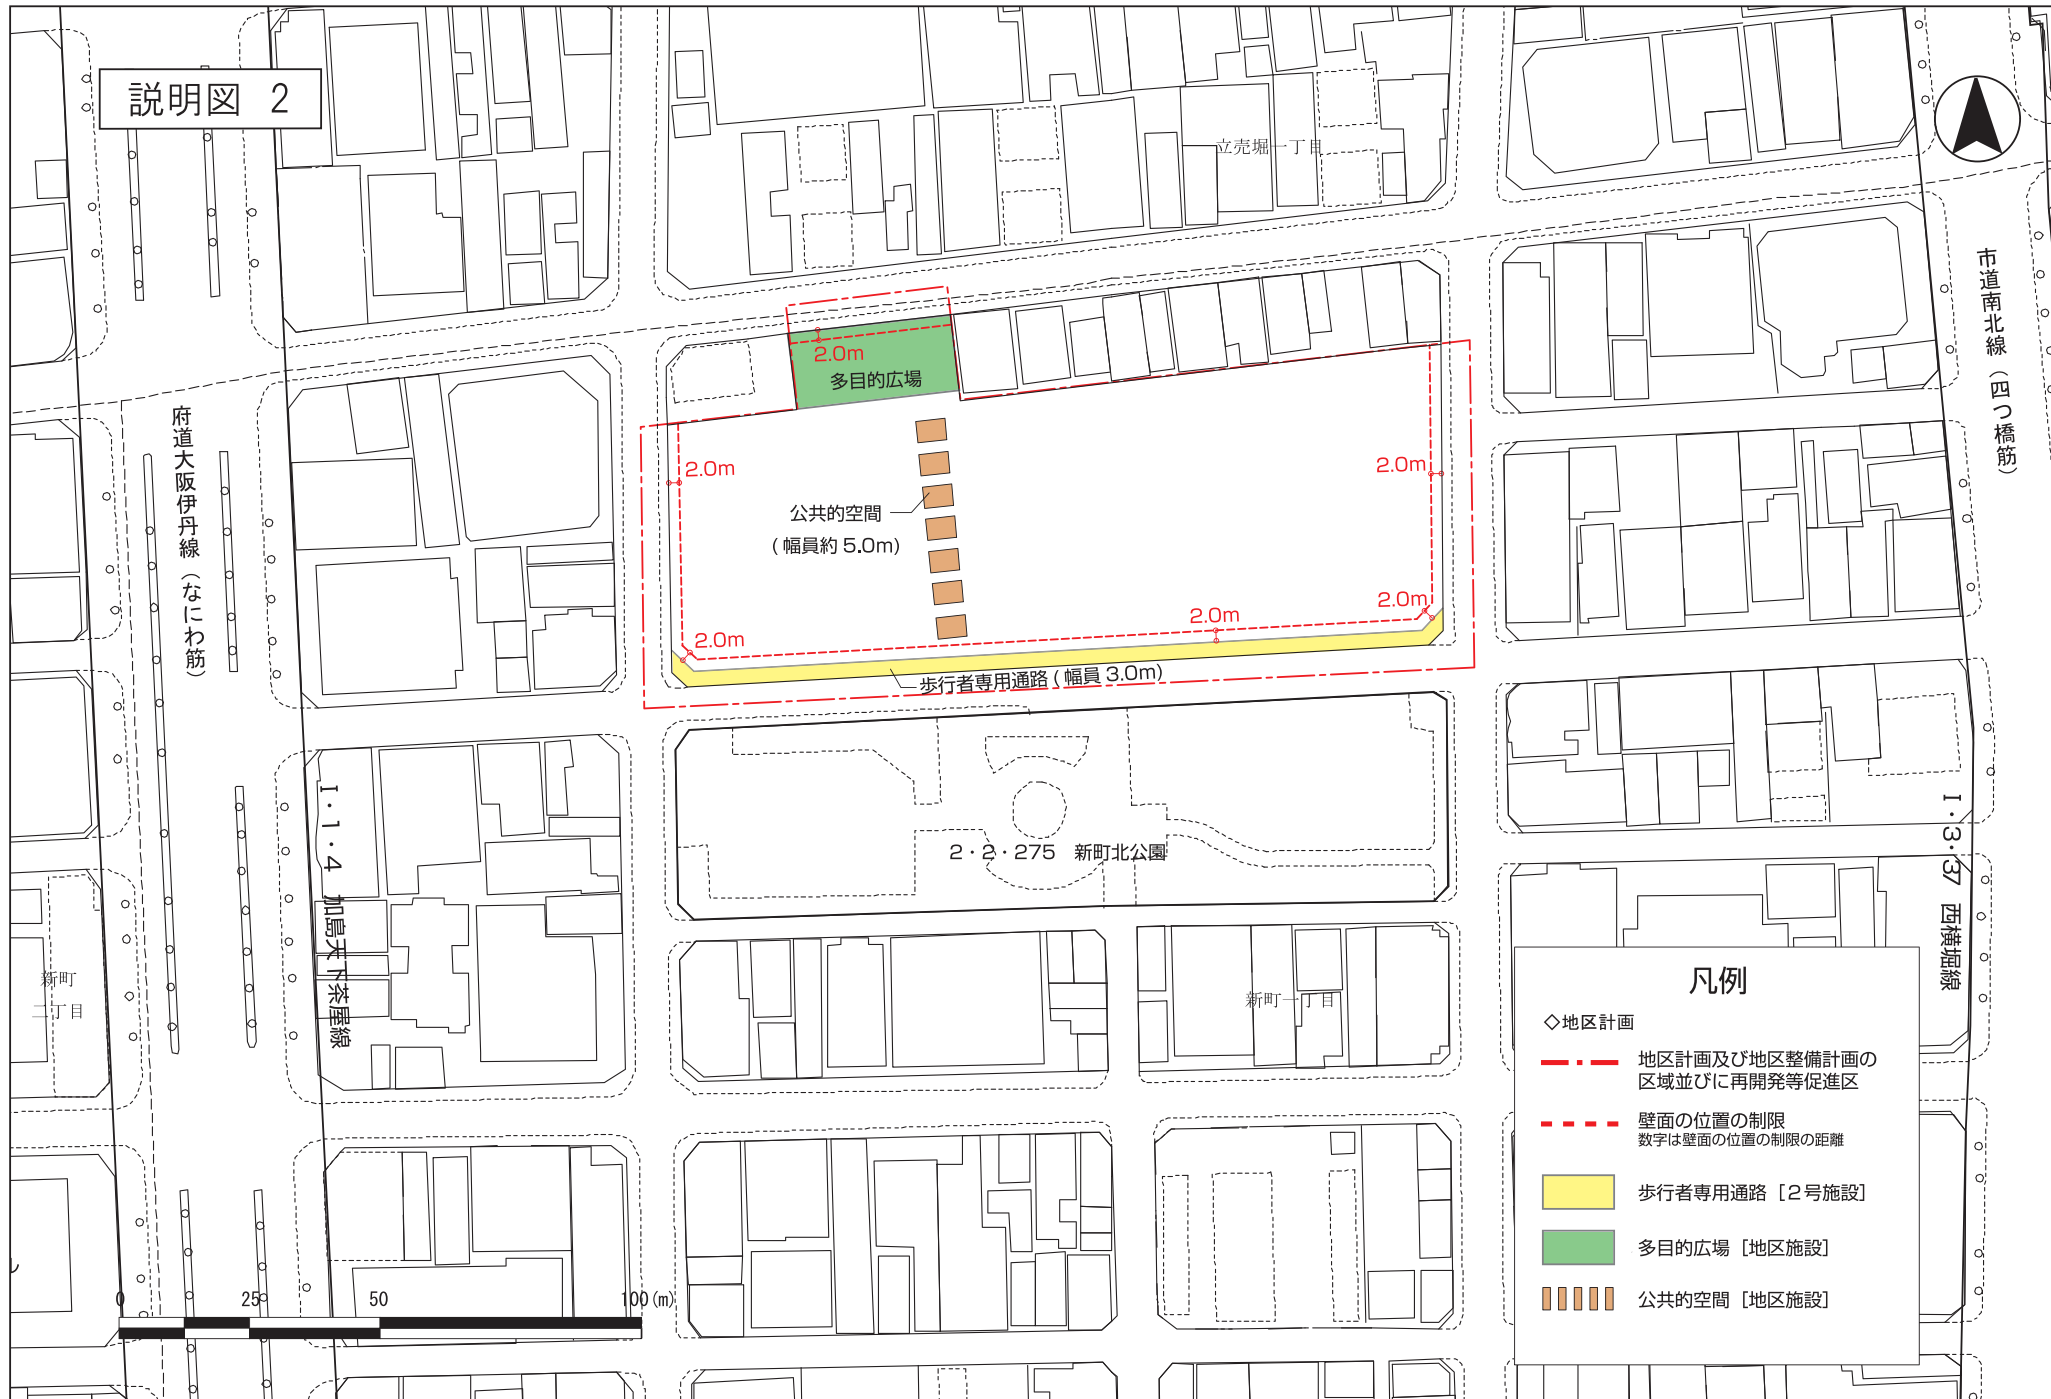 説明図 2
立売堀一丁目
市道南北線（四つ橋筋）
2.0m
多目的広場
府道大阪伊丹線（なにわ筋）
2.0m
2.0m
公共的空間
(幅員約 5.0m)
2.0m
2.0m
2.0m
歩行者専用通路 ( 幅員 3.0m)
I・1・4 加島天下茶屋線
I・3・37 西横堀線
2・2・275 新町北公園
新町
二丁目
新町一丁目
凡例
◇地区計画
地区計画及び地区整備計画の
区域並びに再開発等促進区
壁面の位置の制限
数字は壁面の位置の制限の距離
歩行者専用通路［2号施設］
多目的広場［地区施設］
公共的空間［地区施設］
0 25 50 100(m)